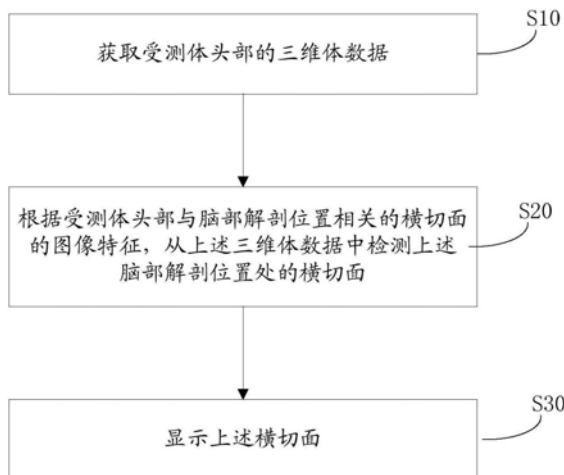 S10
获取受测体头部的三维体数据
S20
根据受测体头部与脑部解剖位置相关的横切面
的图像特征，从上述三维体数据中检测上述
脑部解剖位置处的横切面
S30
显示上述横切面